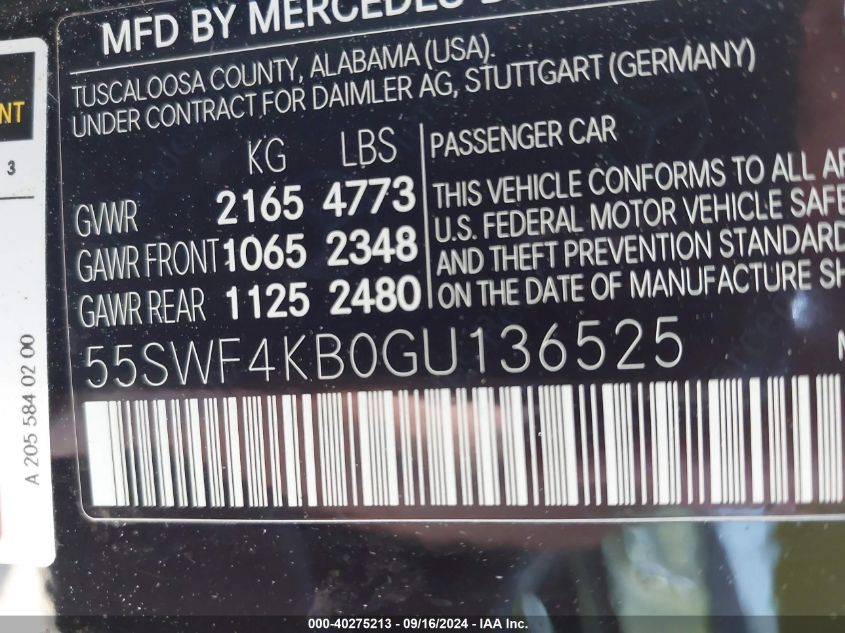 MFD BY MERCEDES
TUSCALOOSA COUNTY, ALABAMA (USA).
UNDER CONTRACT FOR DAIMLER AG, STUTTGART (GERMANY)
NT
3
KG LBS
GVWR 2165 4773
GAWR FRONT 1065 2348
GAWR REAR 1125 2480
PASSENGER CAR
THIS VEHICLE CONFORMS TO ALL AP
U.S. FEDERAL MOTOR VEHICLE SAFE
AND THEFT PREVENTION STANDARD
ON THE DATE OF MANUFACTURE SH
55SWF4KB0GU136525
A 205 584 02 00
000-40275213 - 09/16/2024 - IAA Inc.